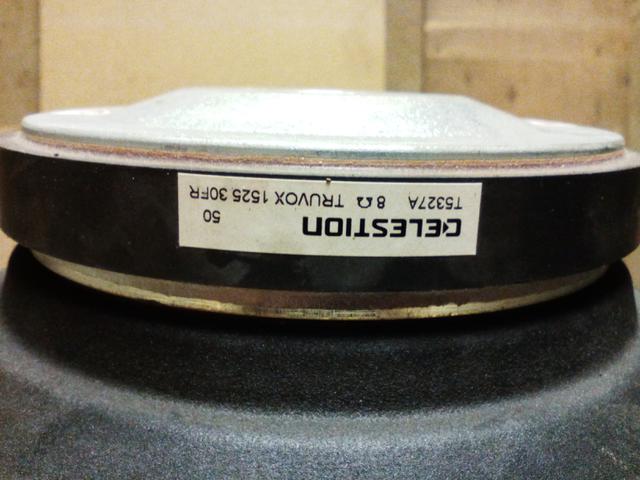 CELESTION 50
T5327A 8Ω TRUVOX 1525 30FR